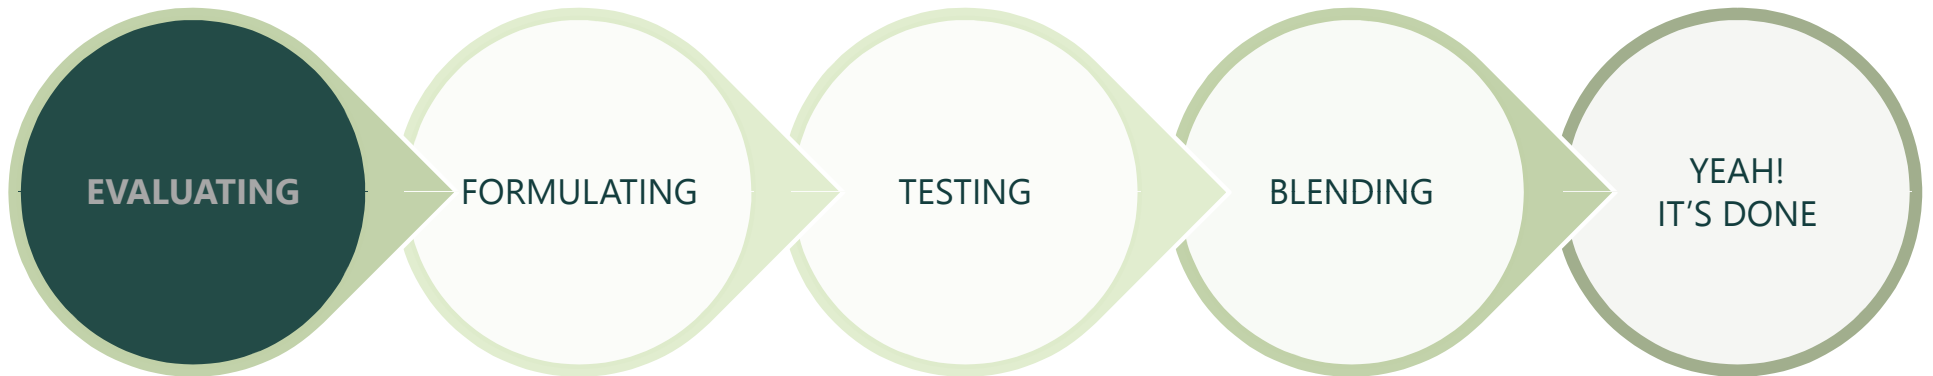 EVALUATING
FORMULATING
TESTING
BLENDING
YEAH!
IT’S DONE